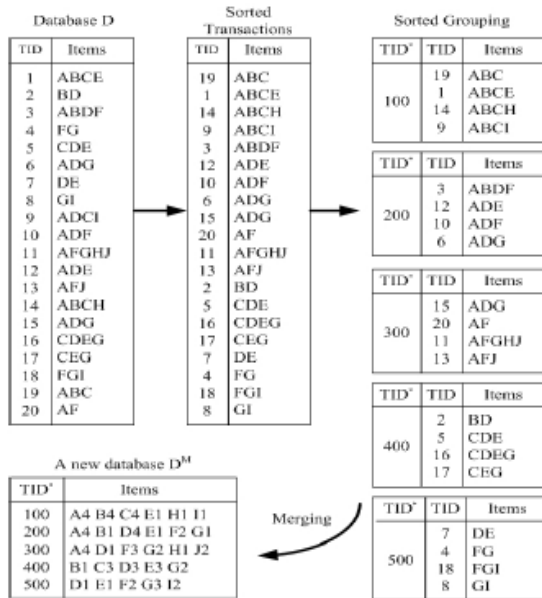 Database D
TID Items
1 ABCE
2 BD
3 ABDF
4 FG
5 CDE
6 ADG
7 DE
8 GI
9 ADCI
10 ADF
11 AFGHJ
12 ADE
13 AFJ
14 ABCH
15 ADG
16 CDEG
17 CEG
18 FGI
19 ABC
20 AF
Sorted
Transactions
TID Items
19 ABC
1 ABCE
14 ABCH
9 ABCI
3 ABDF
12 ADE
10 ADF
6 ADG
15 ADG
20 AF
11 AFGHJ
13 AFJ
2 BD
5 CDE
16 CDEG
17 CEG
7 DE
4 FG
18 FGI
8 GI
Sorted Grouping
TID* TID Items
100
19 ABC
1 ABCE
14 ABCH
9 ABCI
TID* TID Items
200
3 ABDF
12 ADE
10 ADF
6 ADG
TID* TID Items
300
15 ADG
20 AF
11 AFGHJ
13 AFJ
TID* TID Items
400
2 BD
5 CDE
16 CDEG
17 CEG
TID* TID Items
500
7 DE
4 FG
18 FGI
8 GI
Merging
A new database D^M
TID* Items
100 A4 B4 C4 E1 H1 I1
200 A4 B1 D4 E1 F2 G1
300 A4 D1 F3 G2 H1 J2
400 B1 C3 D3 E3 G2
500 D1 E1 F2 G3 I2